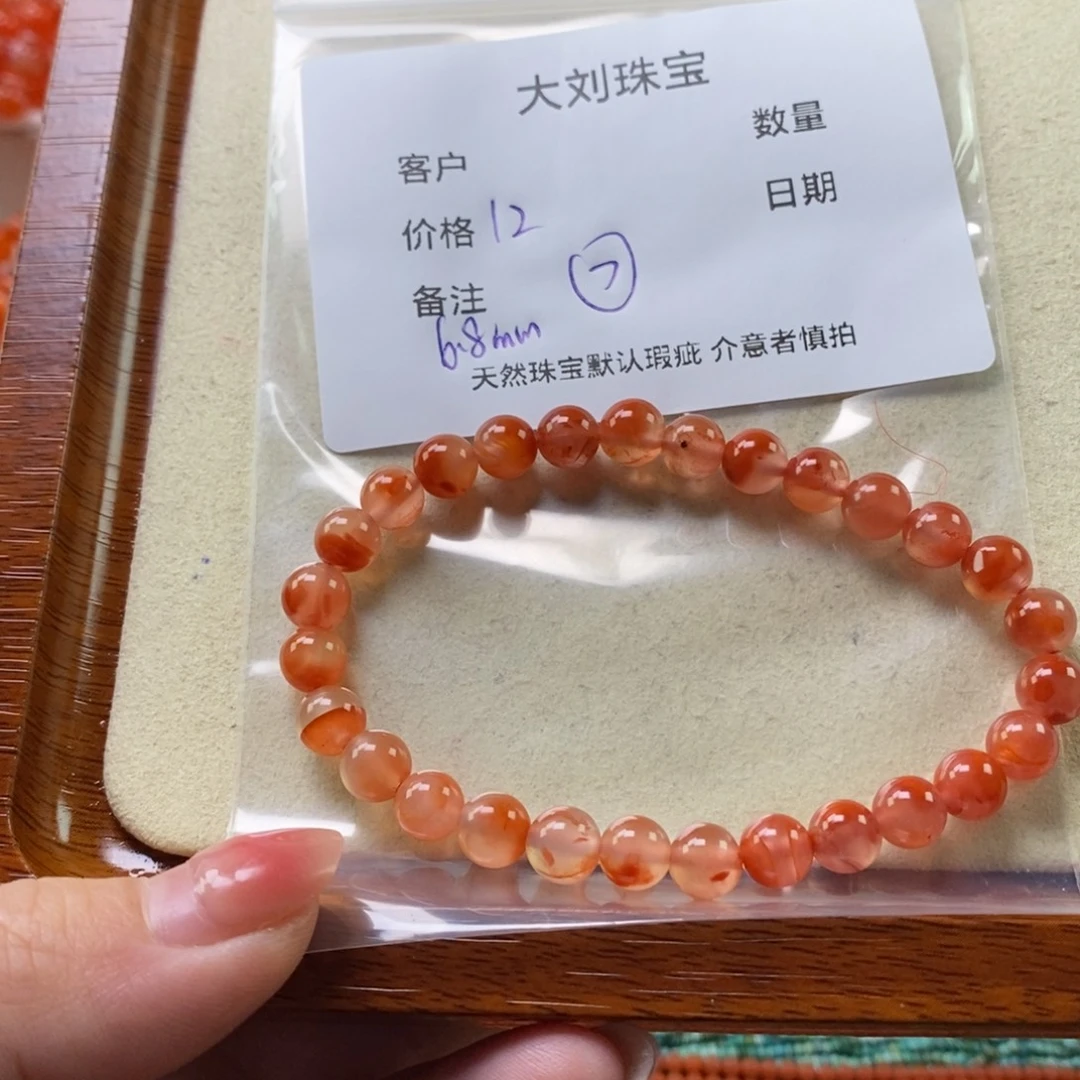 大刘珠宝
数量
客户
日期
价格 12
备注 7
6.8mm
天然珠宝默认瑕疵 介意者慎拍